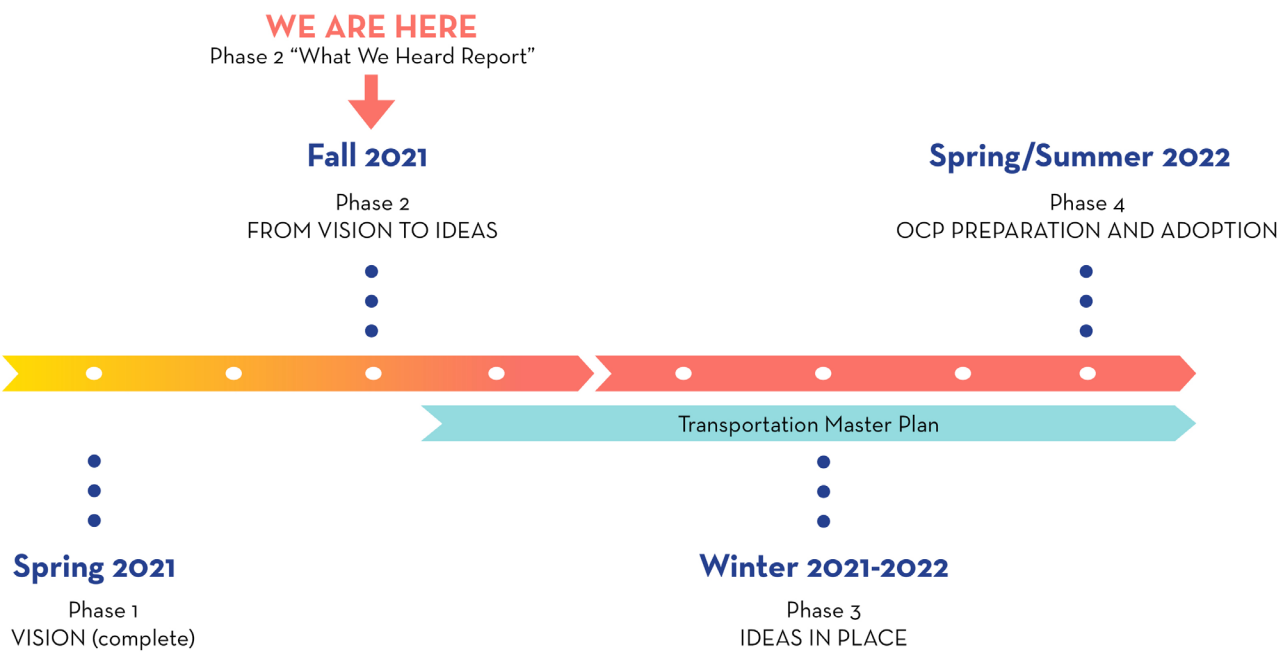 WE ARE HERE
Phase 2 “What We Heard Report”
Fall 2021
Phase 2
FROM VISION TO IDEAS
Spring/Summer 2022
Phase 4
OCP PREPARATION AND ADOPTION
Transportation Master Plan
Spring 2021
Phase 1
VISION (complete)
Winter 2021-2022
Phase 3
IDEAS IN PLACE